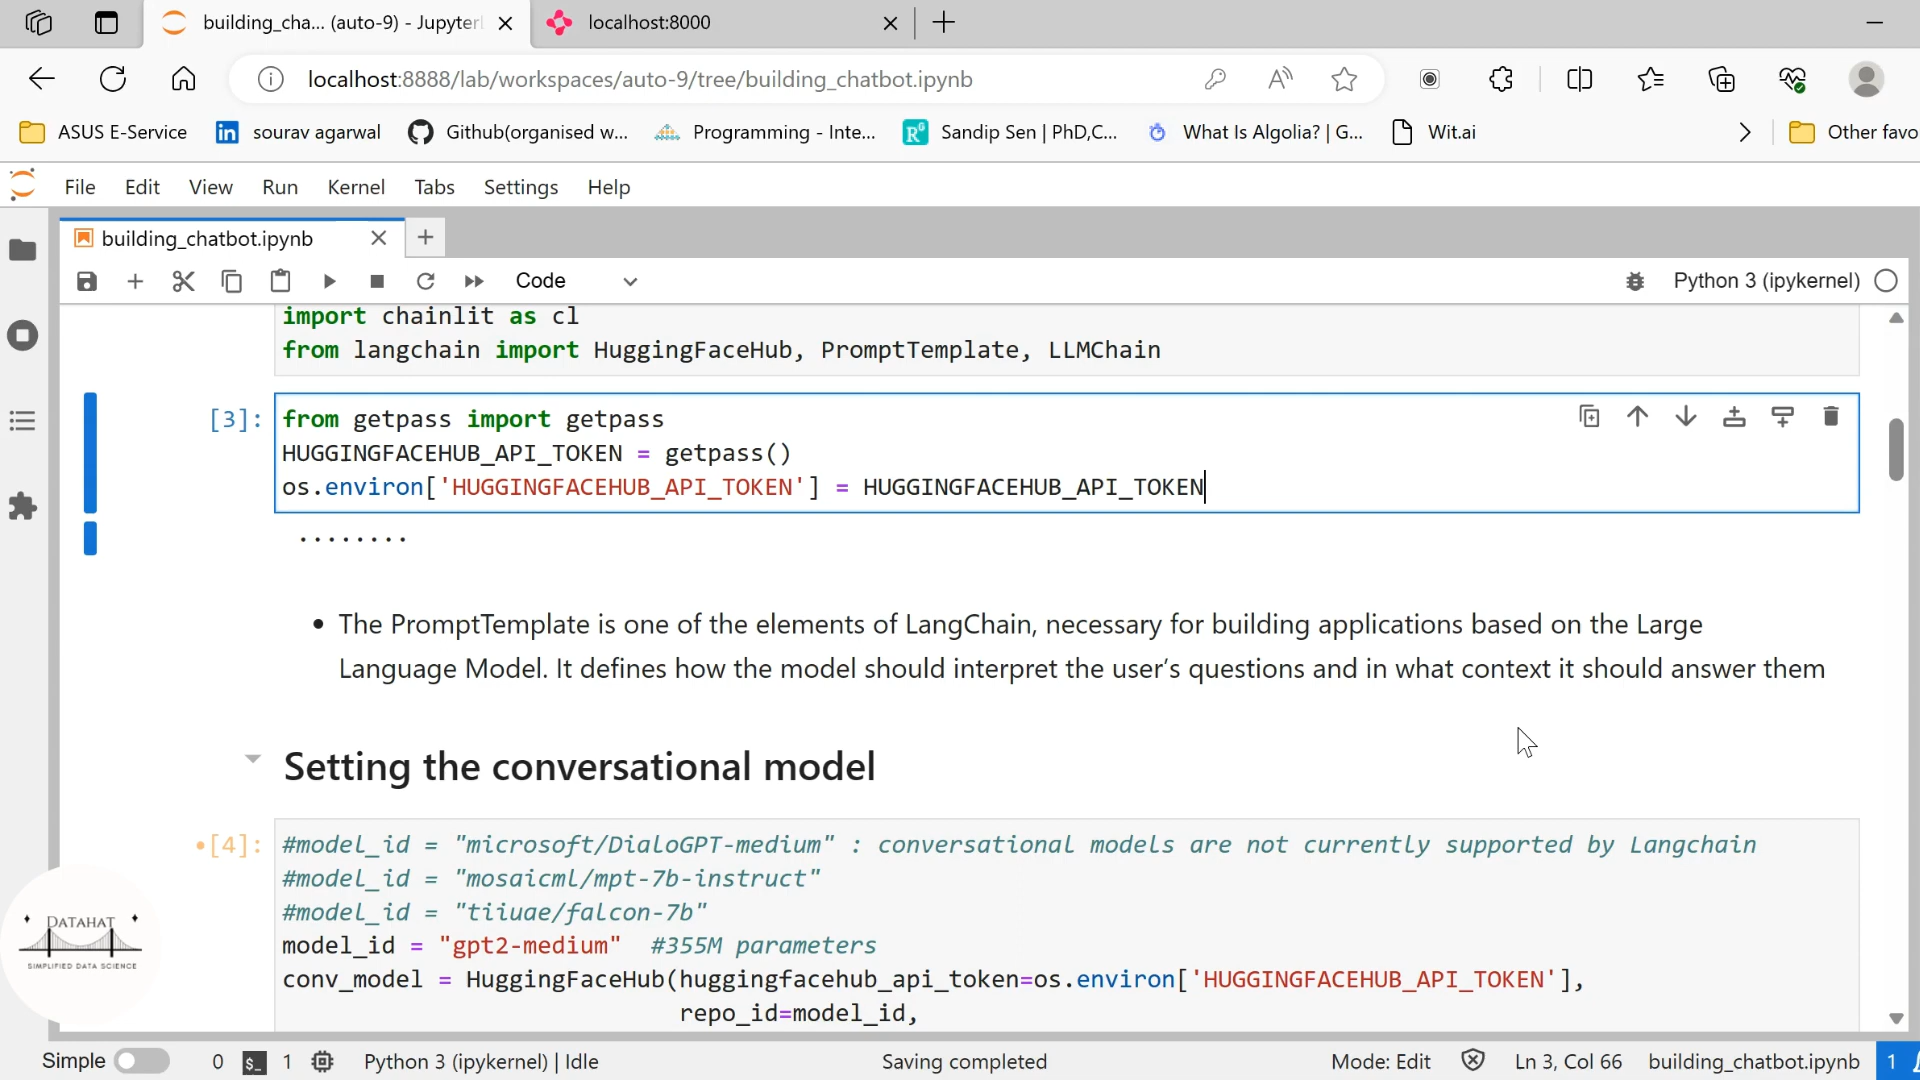 building_cha... (auto-9) - Jupyter
localhost:8000
localhost:8888/lab/workspaces/auto-9/tree/building_chatbot.ipynb
ASUS E-Service
sourav agarwal
Github(organised w...
Programming - Inte...
Sandip Sen | PhD,C...
What Is Algolia? | G...
Wit.ai
Other favo
File Edit View Run Kernel Tabs Settings Help
building_chatbot.ipynb
Code
Python 3 (ipykernel)
import chainlit as cl
from langchain import HuggingFaceHub, PromptTemplate, LLMChain
[3]:
from getpass import getpass
HUGGINGFACEHUB_API_TOKEN = getpass()
os.environ['HUGGINGFACEHUB_API_TOKEN'] = HUGGINGFACEHUB_API_TOKEN
........
• The PromptTemplate is one of the elements of LangChain, necessary for building applications based on the Large
Language Model. It defines how the model should interpret the user's questions and in what context it should answer them
Setting the conversational model
•[4]:
#model_id = "microsoft/DialoGPT-medium" : conversational models are not currently supported by Langchain
#model_id = "mosaicml/mpt-7b-instruct"
#model_id = "tiiuae/falcon-7b"
model_id = "gpt2-medium"  #355M parameters
conv_model = HuggingFaceHub(huggingfacehub_api_token=os.environ['HUGGINGFACEHUB_API_TOKEN'],
repo_id=model_id,
DATAHAT
SIMPLIFIED DATA SCIENCE
Simple 0 $_ 1 Python 3 (ipykernel) | Idle Saving completed Mode: Edit Ln 3, Col 66 building_chatbot.ipynb 1